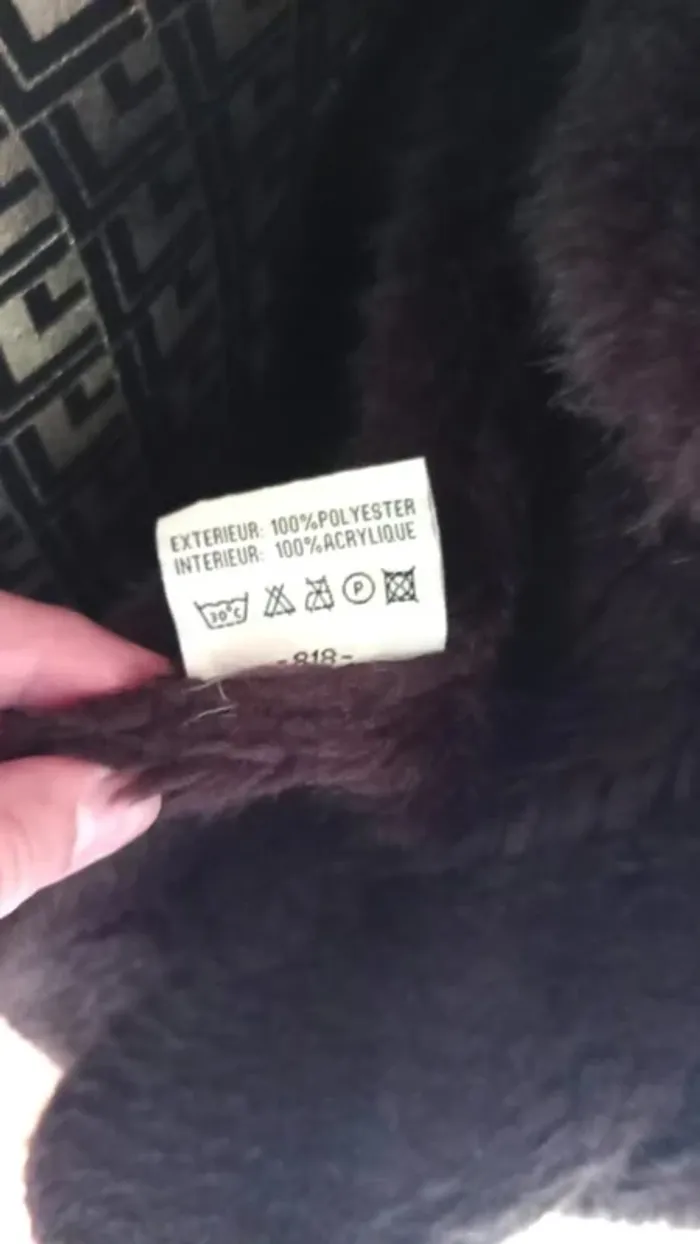 EXTERIEUR: 100%POLYESTER
INTERIEUR: 100%ACRYLIQUE
30°C P
-818-